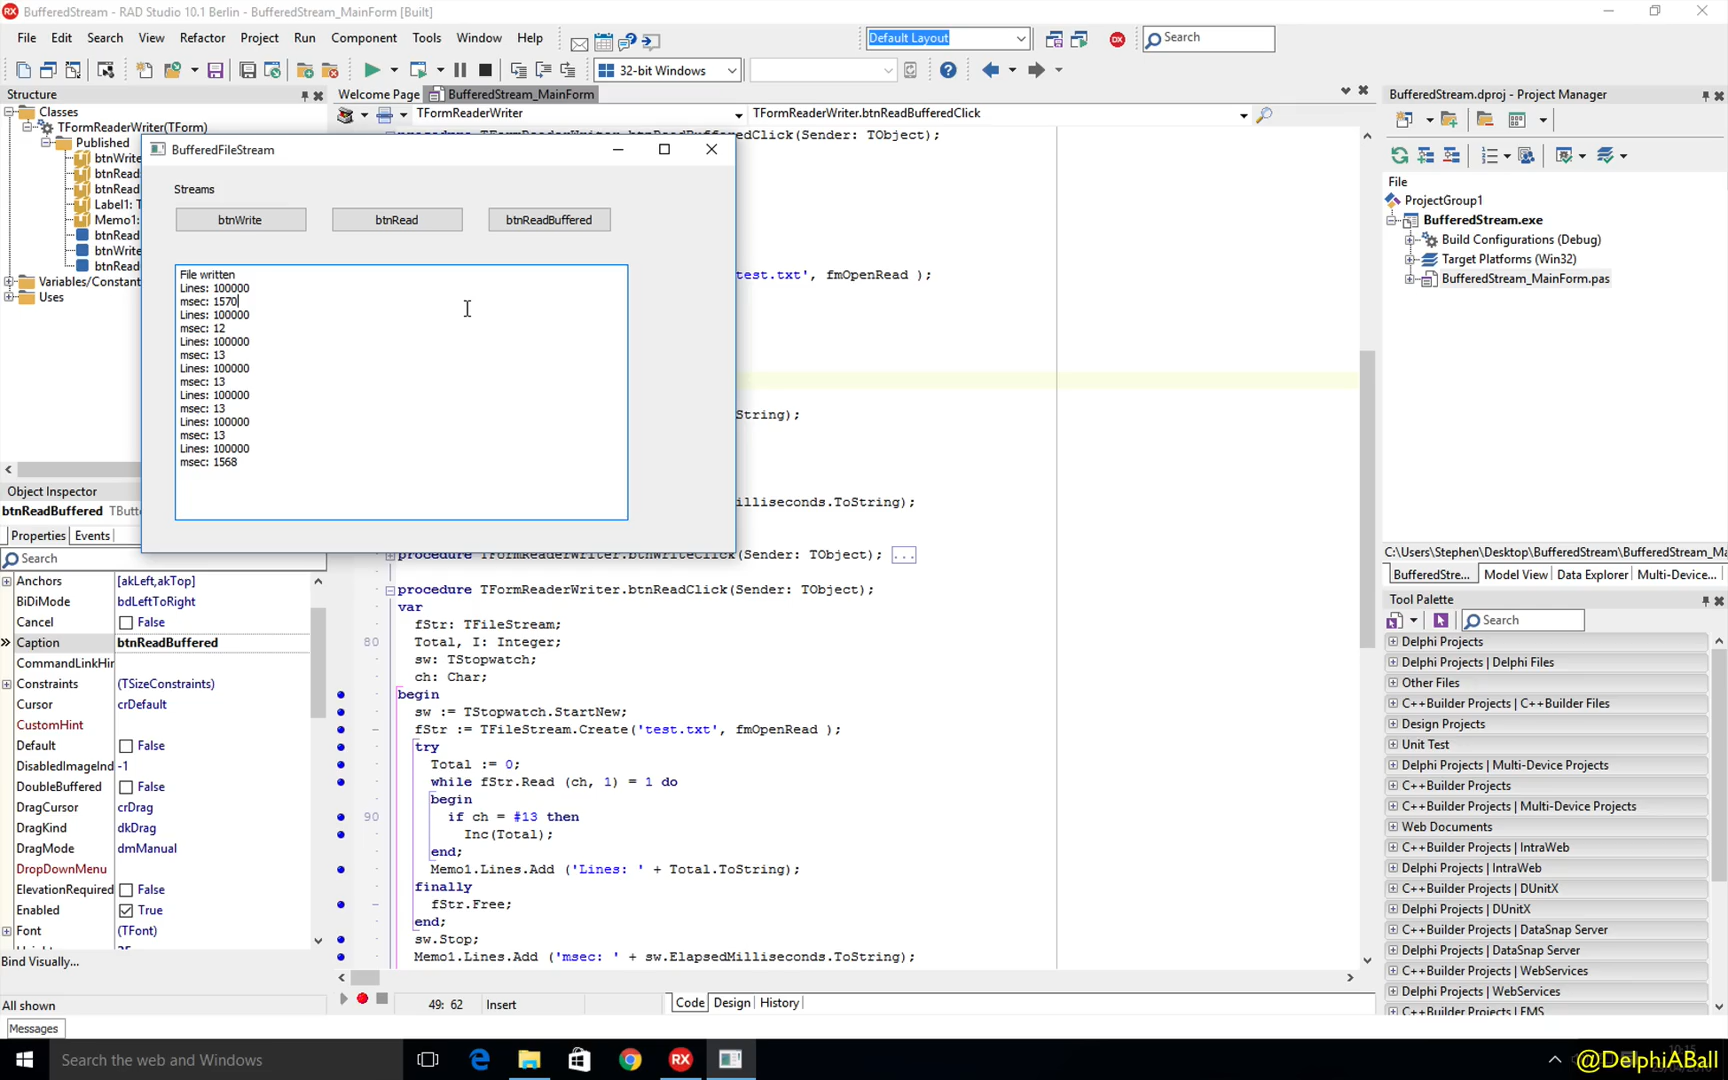 BufferedStream - RAD Studio 10.1 Berlin - BufferedStream_MainForm [Built]
File Edit Search View Refactor Project Run Component Tools Window Help
Default Layout
Search
32-bit Windows
Structure
Classes
TFormReaderWriter(TForm)
Published
btnWrite
btnRead
btnRead
Label1: T
Memo1:
btnRead
btnWrite
btnRead
Variables/Constant
Uses
Welcome Page BufferedStream_MainForm
TFormReaderWriter TFormReaderWriter.btnReadBufferedClick
procedure TFormReaderWriter.btnReadBufferedClick(Sender: TObject);
test.txt', fmOpenRead );
String);
illiseconds.ToString);
BufferedFileStream
Streams
btnWrite btnRead btnReadBuffered
File written
Lines: 100000
msec: 1570
Lines: 100000
msec: 12
Lines: 100000
msec: 13
Lines: 100000
msec: 13
Lines: 100000
msec: 13
Lines: 100000
msec: 13
Lines: 100000
msec: 1568
procedure TFormReaderWriter.btnWriteClick(Sender: TObject); ...
procedure TFormReaderWriter.btnReadClick(Sender: TObject);
var
fStr: TFileStream;
80 Total, I: Integer;
sw: TStopwatch;
ch: Char;
begin
sw := TStopwatch.StartNew;
fStr := TFileStream.Create('test.txt', fmOpenRead );
try
Total := 0;
while fStr.Read (ch, 1) = 1 do
begin
90 if ch = #13 then
Inc(Total);
end;
Memo1.Lines.Add ('Lines: ' + Total.ToString);
finally
fStr.Free;
end;
sw.Stop;
Memo1.Lines.Add ('msec: ' + sw.ElapsedMilliseconds.ToString);
49: 62 Insert
Code Design History
Object Inspector
btnReadBuffered TButt
Properties Events
Search
Anchors [akLeft,akTop]
BiDiMode bdLeftToRight
Cancel False
Caption btnReadBuffered
CommandLinkHin
Constraints (TSizeConstraints)
Cursor crDefault
CustomHint
Default False
DisabledImageInd -1
DoubleBuffered False
DragCursor crDrag
DragKind dkDrag
DragMode dmManual
DropDownMenu
ElevationRequired False
Enabled True
Font (TFont)
Bind Visually...
All shown
Messages
BufferedStream.dproj - Project Manager
File
ProjectGroup1
BufferedStream.exe
Build Configurations (Debug)
Target Platforms (Win32)
BufferedStream_MainForm.pas
C:\Users\Stephen\Desktop\BufferedStream\BufferedStream_Ma
BufferedStre... Model View Data Explorer Multi-Device...
Tool Palette
Search
Delphi Projects
Delphi Projects | Delphi Files
Other Files
C++Builder Projects | C++Builder Files
Design Projects
Unit Test
Delphi Projects | Multi-Device Projects
C++Builder Projects
C++Builder Projects | Multi-Device Projects
Web Documents
C++Builder Projects | IntraWeb
Delphi Projects | IntraWeb
C++Builder Projects | DUnitX
Delphi Projects | DUnitX
C++Builder Projects | DataSnap Server
Delphi Projects | DataSnap Server
C++Builder Projects | WebServices
Delphi Projects | WebServices
C++Builder Projects | EMS
Search the web and Windows
@DelphiABall